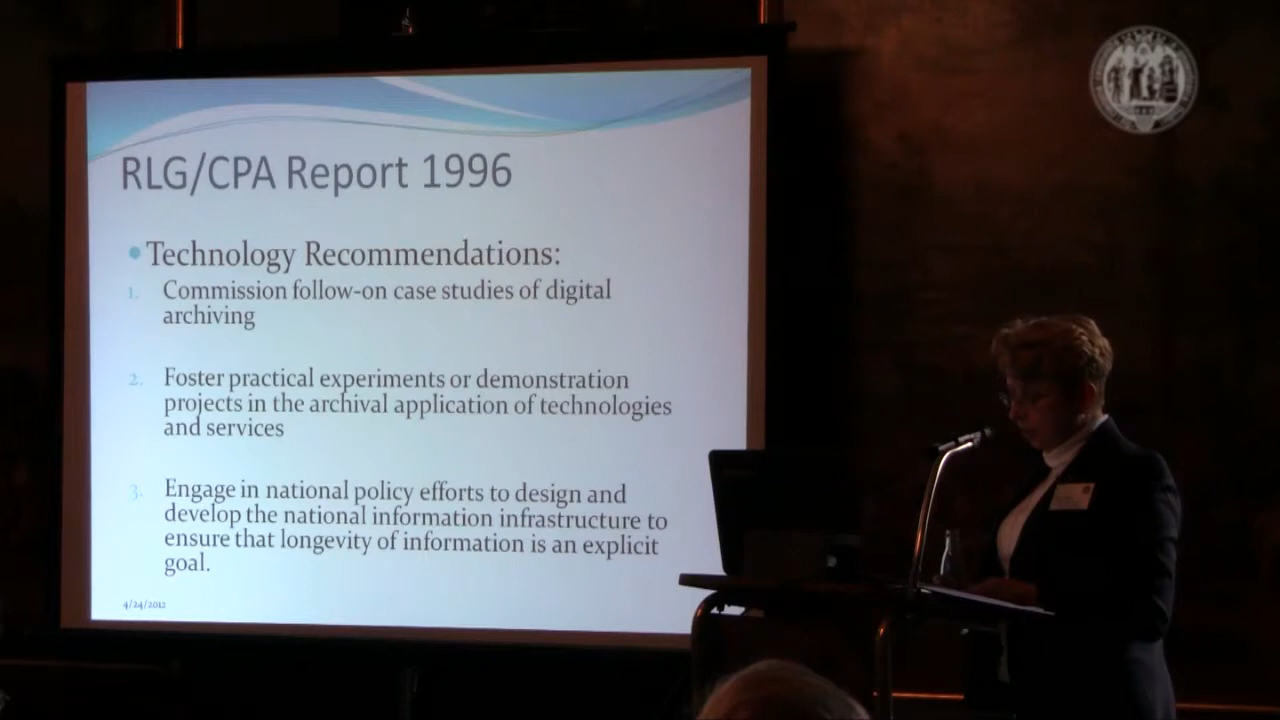 RLG/CPA Report 1996
Technology Recommendations:
1. Commission follow-on case studies of digital
archiving
2. Foster practical experiments or demonstration
projects in the archival application of technologies
and services
3. Engage in national policy efforts to design and
develop the national information infrastructure to
ensure that longevity of information is an explicit
goal.
4/24/2012